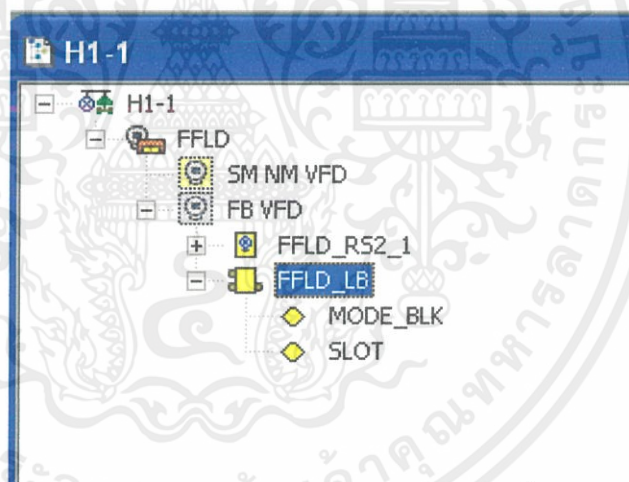 H1-1
H1-1
FFLD
SM NM VFD
FB VFD
FFLD_RS2_1
FFLD_LB
MODE_BLK
SLOT